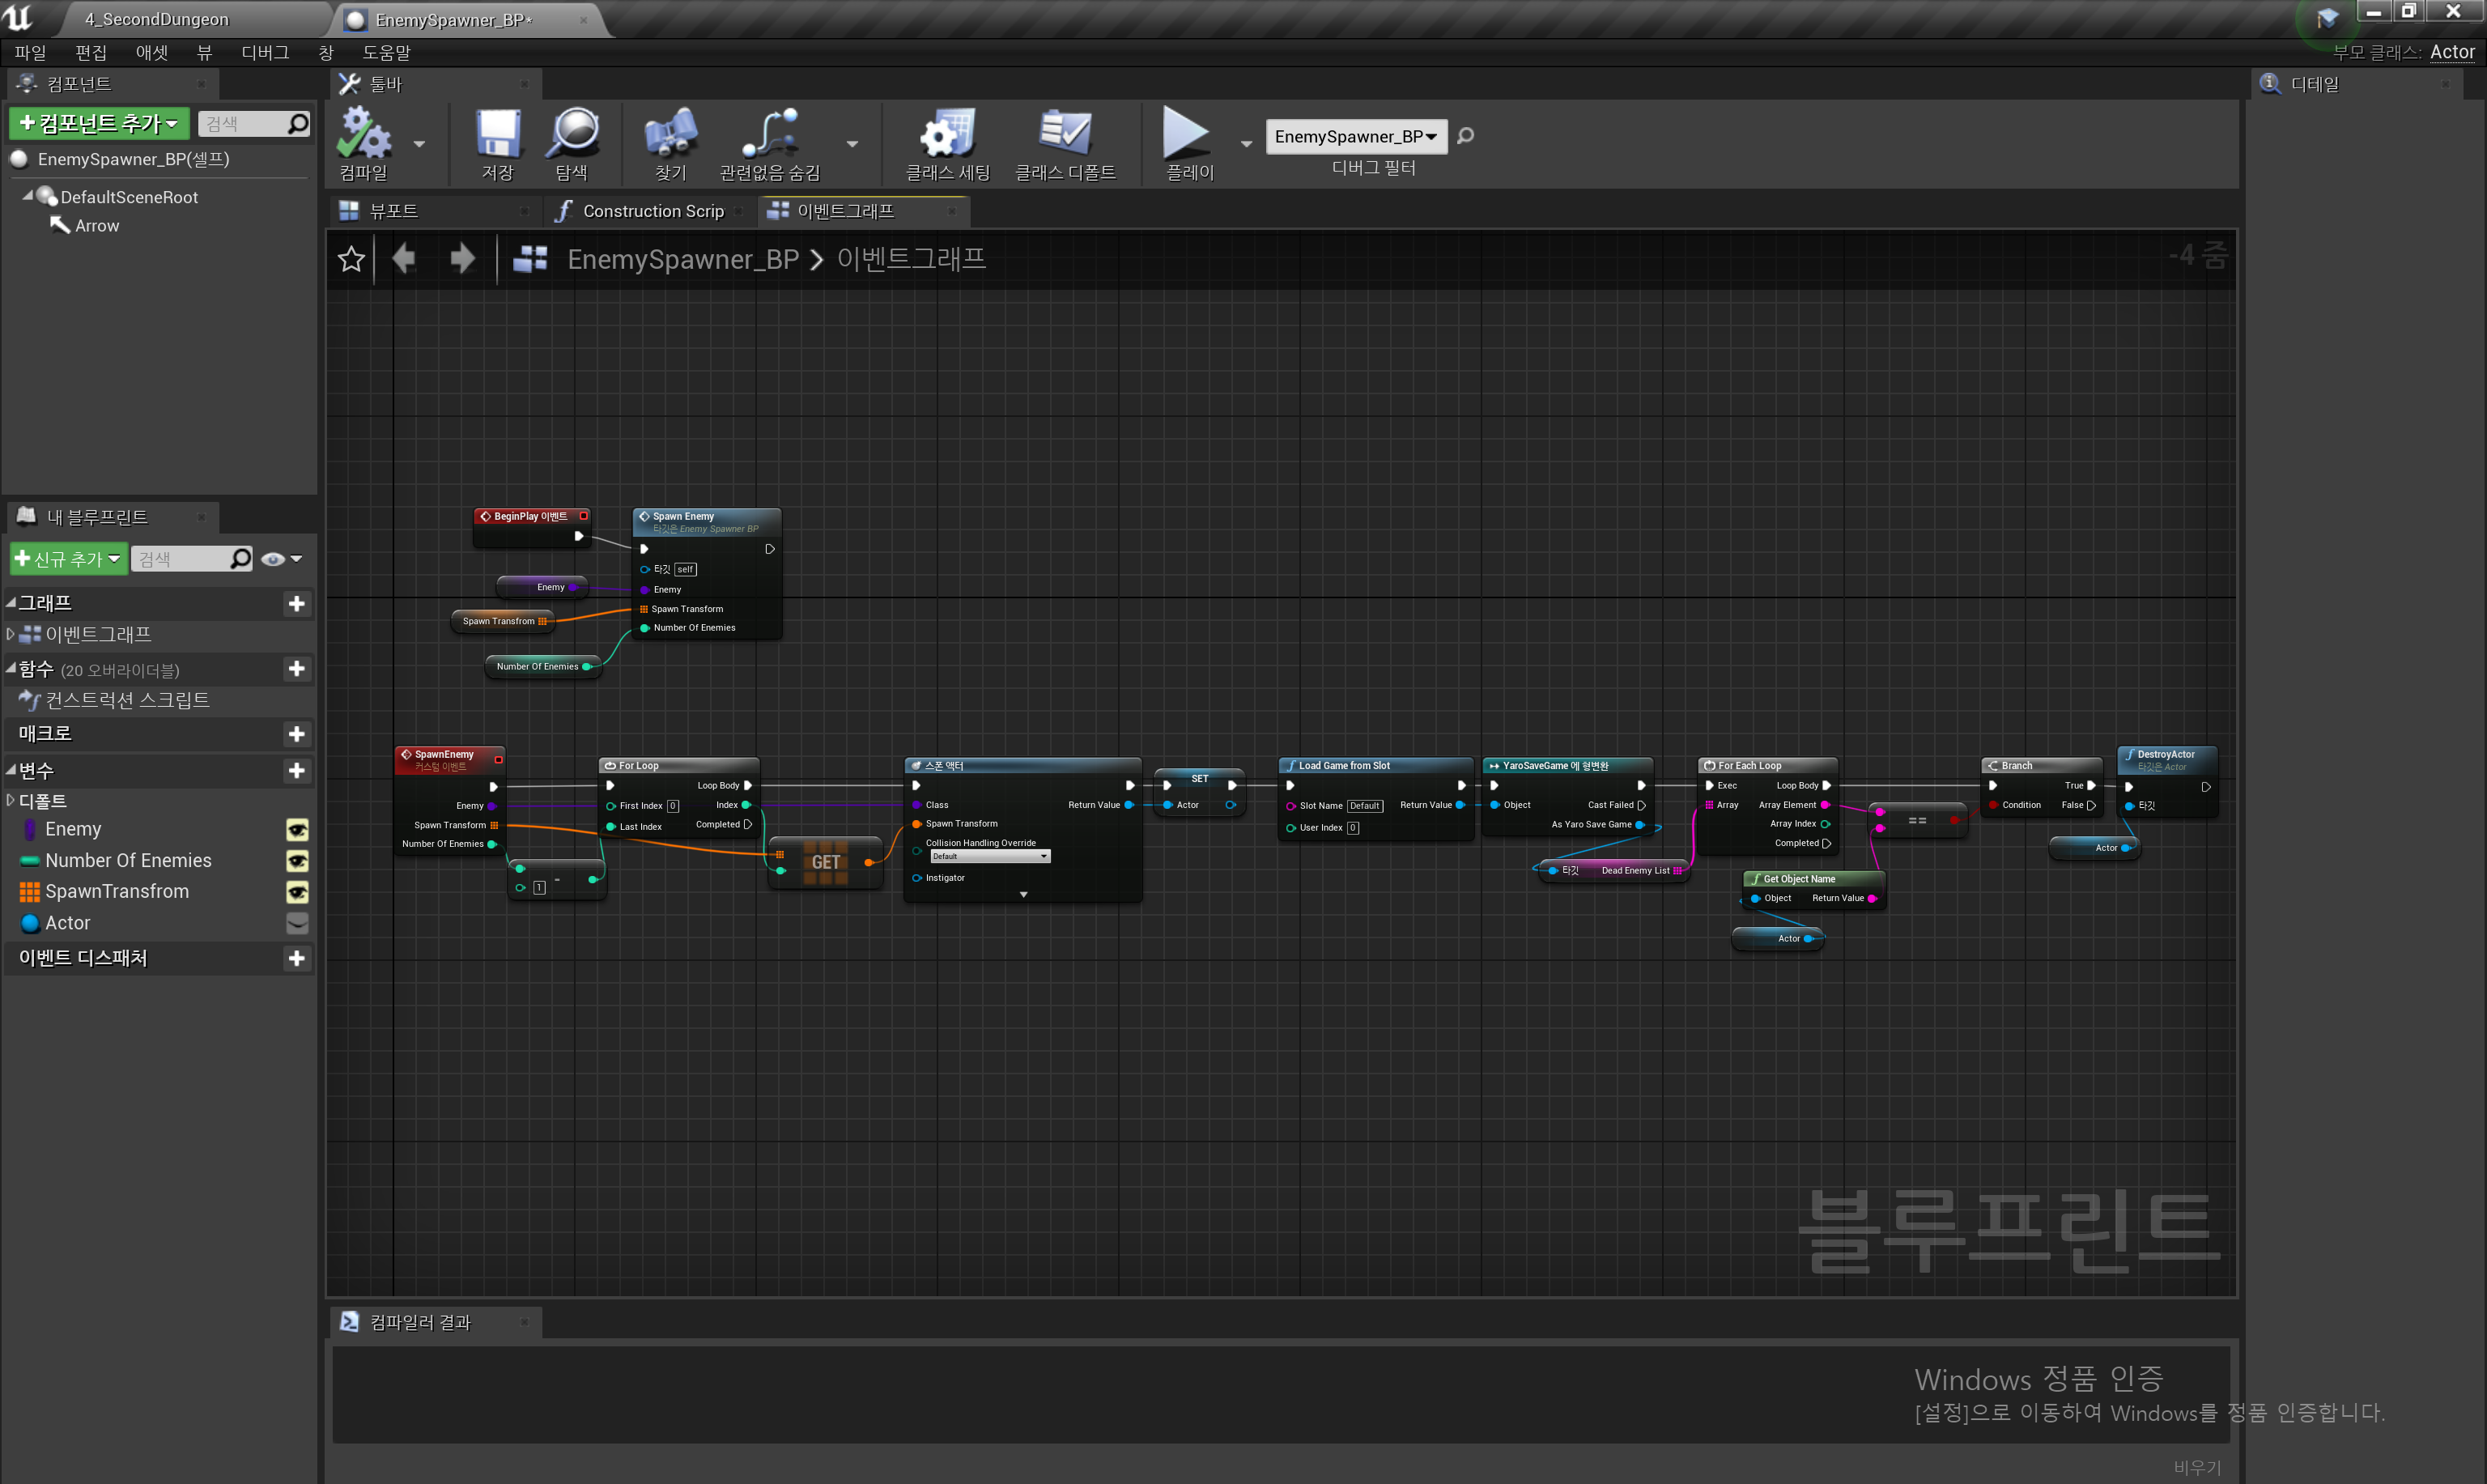 4_SecondDungeon
EnemySpawner_BP*
파일 편집 애셋 뷰 디버그 창 도움말
부모 클래스: Actor
컴포넌트
+컴포넌트 추가
검색
EnemySpawner_BP(셀프)
DefaultSceneRoot
Arrow
툴바
컴파일
저장
탐색
찾기
관련없음 숨김
클래스 세팅
클래스 디폴트
플레이
EnemySpawner_BP
디버그 필터
디테일
뷰포트
Construction Scrip
이벤트그래프
EnemySpawner_BP > 이벤트그래프
-4 줌
내 블루프린트
+신규 추가
검색
그래프
이벤트그래프
함수 (20 오버라이더블)
컨스트럭션 스크립트
매크로
변수
디폴트
Enemy
Number Of Enemies
SpawnTransfrom
Actor
이벤트 디스패처
BeginPlay 이벤트
Enemy
Spawn Transfrom
Number Of Enemies
Spawn Enemy
타깃은 Enemy Spawner BP
타깃 self
Enemy
Spawn Transform
Number Of Enemies
SpawnEnemy
커스텀 이벤트
Enemy
Spawn Transform
Number Of Enemies
1 -
For Loop
Loop Body
First Index 0
Index
Last Index
Completed
GET
스폰 액터
Class
Return Value
Spawn Transform
Collision Handling Override
Default
Instigator
SET
Actor
Load Game from Slot
Slot Name Default
Return Value
User Index 0
YaroSaveGame 에 형변환
Object
Cast Failed
As Yaro Save Game
타깃
Dead Enemy List
For Each Loop
Exec
Loop Body
Array
Array Element
Array Index
Completed
Get Object Name
Object
Return Value
Actor
==
Branch
True
Condition
False
DestroyActor
타깃은 Actor
타깃
Actor
블루프린트
컴파일러 결과
Windows 정품 인증
[설정]으로 이동하여 Windows를 정품 인증합니다.
비우기